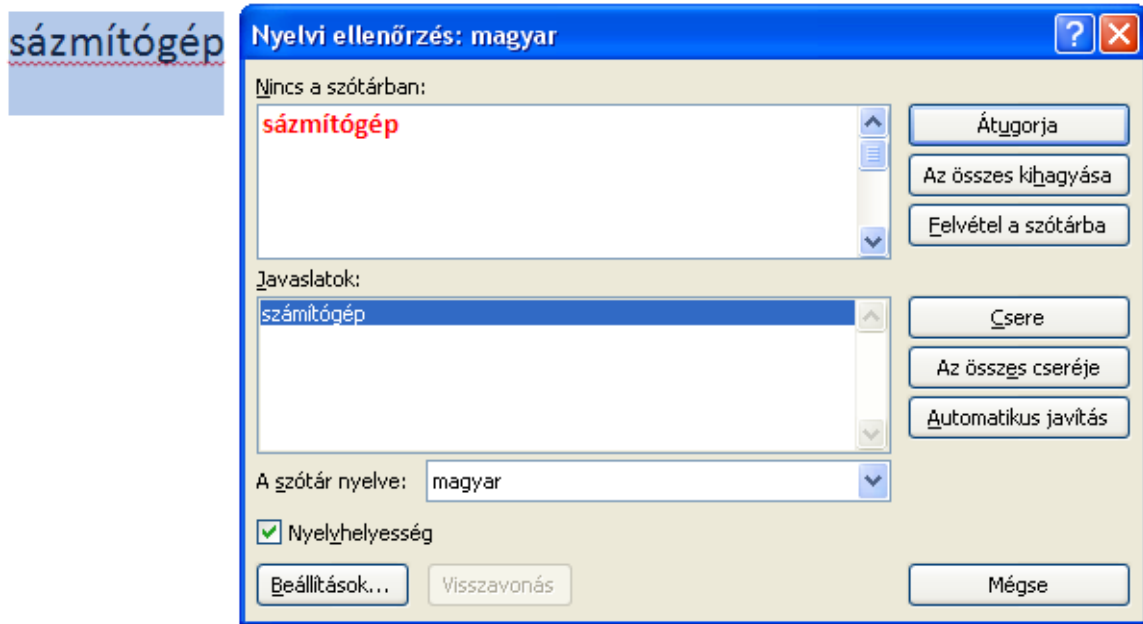 sázmítógép
Nyelvi ellenőrzés: magyar
Nincs a szótárban:
sázmítógép
Átugorja
Az összes kihagyása
Felvétel a szótárba
Javaslatok:
számítógép
Csere
Az összes cseréje
Automatikus javítás
A szótár nyelve: magyar
Nyelvhelyesség
Beállítások... Visszavonás Mégse